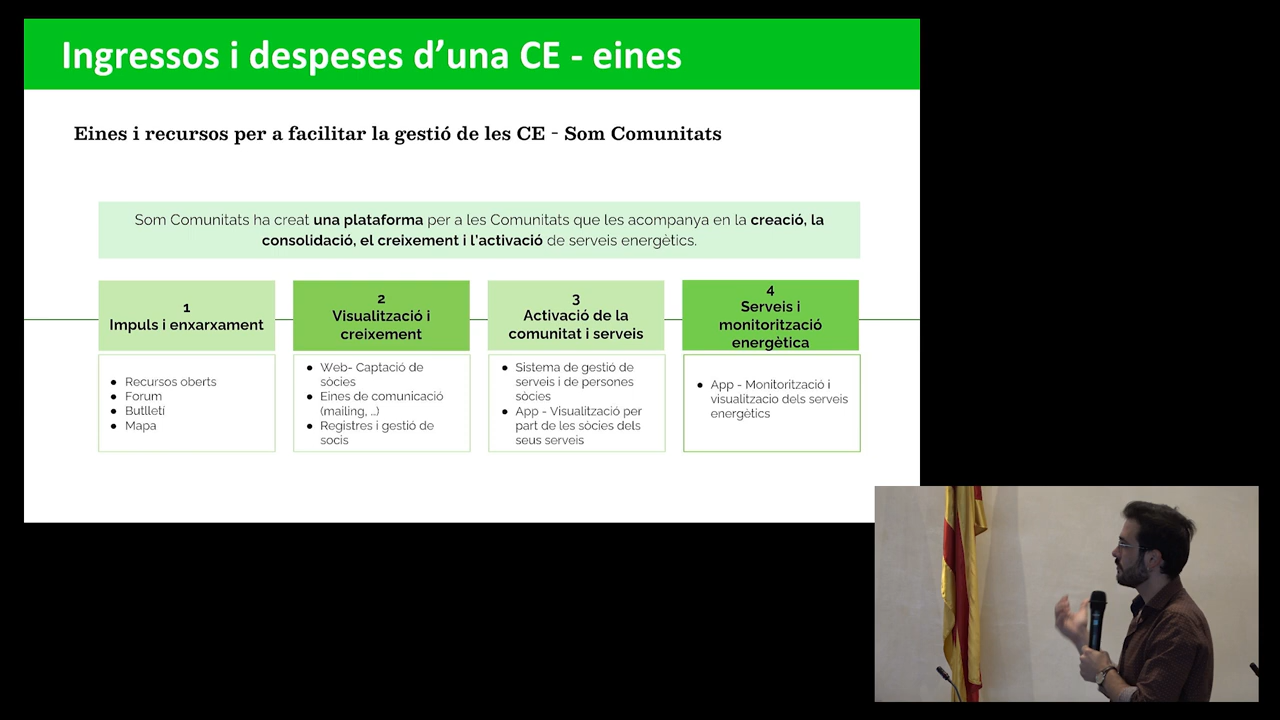 Ingressos i despeses d’una CE - eines
Eines i recursos per a facilitar la gestió de les CE - Som Comunitats
Som Comunitats ha creat una plataforma per a les Comunitats que les acompanya en la creació, la
consolidació, el creixement i l'activació de serveis energètics.
1
Impuls i enxarxament
● Recursos oberts
● Forum
● Butlletí
● Mapa
2
Visualització i
creixement
● Web- Captació de
sòcies
● Eines de comunicació
(mailing, ..)
● Registres i gestió de
socis
3
Activació de la
comunitat i serveis
● Sistema de gestió de
serveis i de persones
sòcies
● App - Visualització per
part de les sòcies dels
seus serveis
4
Serveis i
monitorització
energètica
● App - Monitorització i
visualització dels serveis
energètics